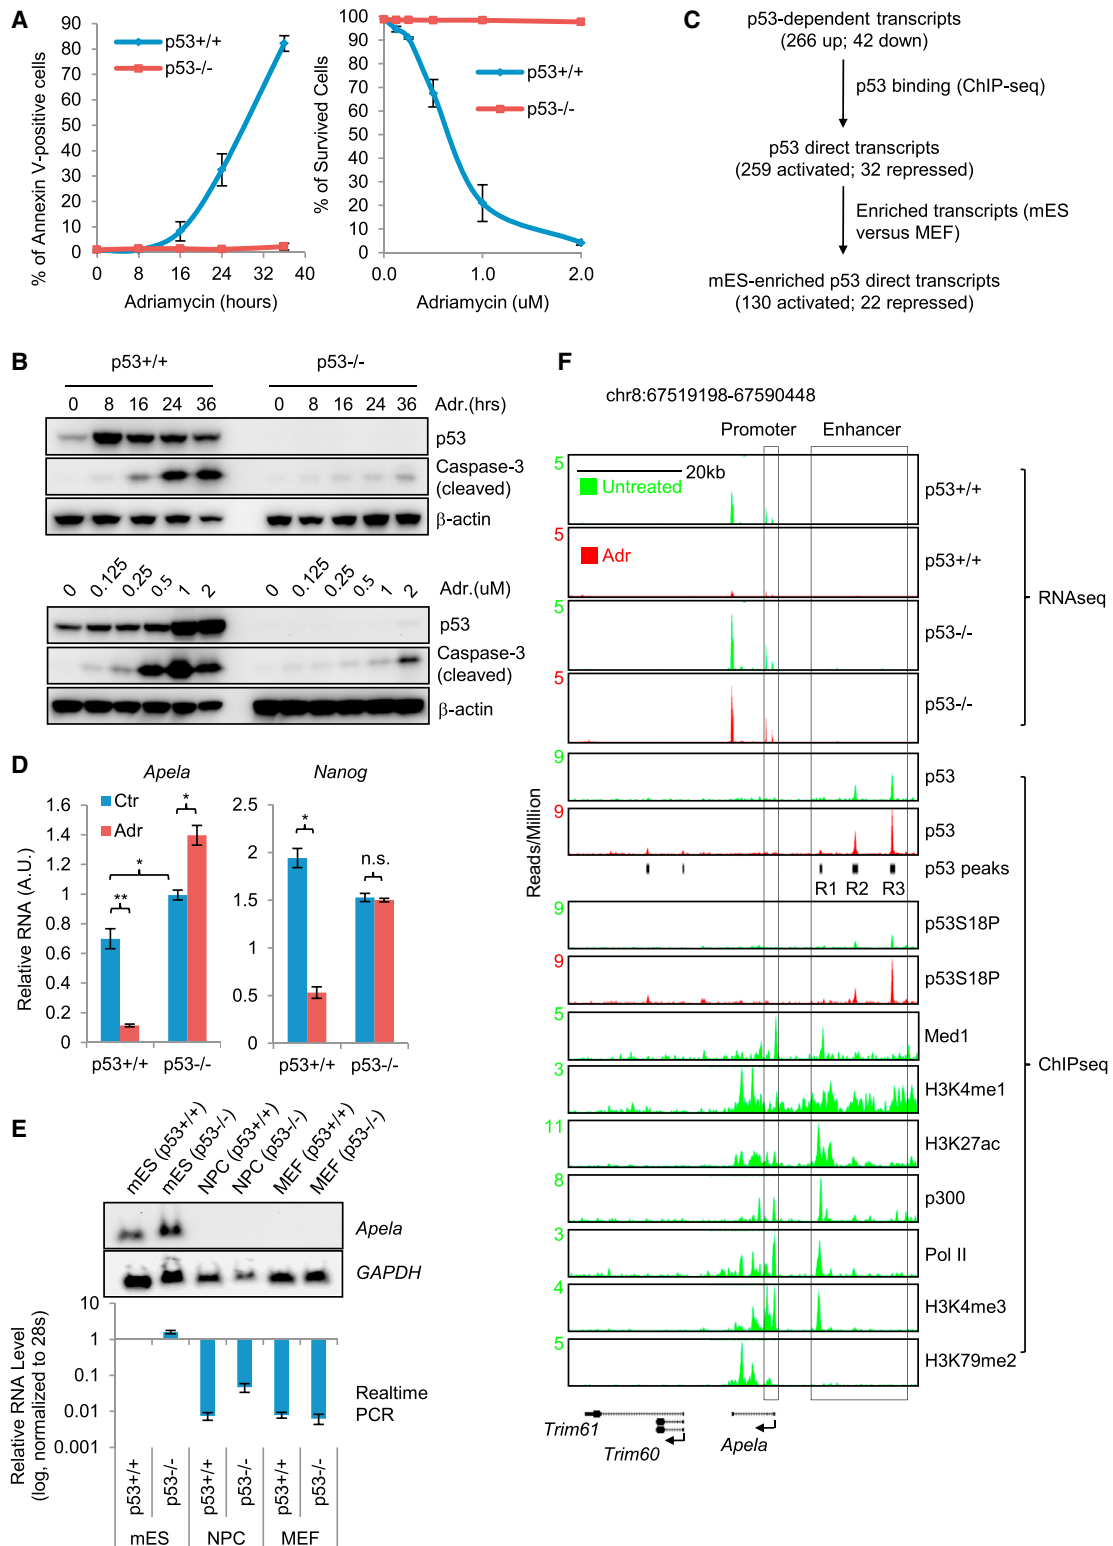 A
% of Annexin V-positive cells
90
80
70
60
50
40
30
20
10
0
p53+/+
p53-/-
0 8 16 24 32 40
Adriamycin (hours)
% of Survived Cells
100
90
80
70
60
50
40
30
20
10
0
p53+/+
p53-/-
0.0 1.0 2.0
Adriamycin (uM)
C
p53-dependent transcripts
(266 up; 42 down)
p53 binding (ChIP-seq)
p53 direct transcripts
(259 activated; 32 repressed)
Enriched transcripts (mES
versus MEF)
mES-enriched p53 direct transcripts
(130 activated; 22 repressed)
B
p53+/+ p53-/-
0 8 16 24 36 0 8 16 24 36 Adr.(hrs)
p53
Caspase-3
(cleaved)
β-actin
0 0.125 0.25 0.5 1 2 0 0.125 0.25 0.5 1 2 Adr.(uM)
p53
Caspase-3
(cleaved)
β-actin
D
Relative RNA (A.U.)
Apela
1.6
1.4
1.2
1
0.8
0.6
0.4
0.2
0
Ctr
Adr
**
*
*
p53+/+ p53-/-
Nanog
2.5
2
1.5
1
0.5
0
*
n.s.
p53+/+ p53-/-
E
mES (p53+/+)
mES (p53-/-)
NPC (p53+/+)
NPC (p53-/-)
MEF (p53+/+)
MEF (p53-/-)
Apela
GAPDH
Relative RNA Level
(log, normalized to 28s)
10
1
0.1
0.01
0.001
Realtime
PCR
p53+/+ p53-/- p53+/+ p53-/- p53+/+ p53-/-
mES NPC MEF
F
chr8:67519198-67590448
Promoter Enhancer
Reads/Million
5 20kb
Untreated
p53+/+
5
Adr
p53+/+
5
p53-/-
5
p53-/-
RNAseq
9 p53
9 p53
p53 peaks
R1 R2 R3
9 p53S18P
9 p53S18P
5 Med1
3 H3K4me1
11 H3K27ac
8 p300
3 Pol II
4 H3K4me3
5 H3K79me2
ChIPseq
Trim61
Trim60
Apela